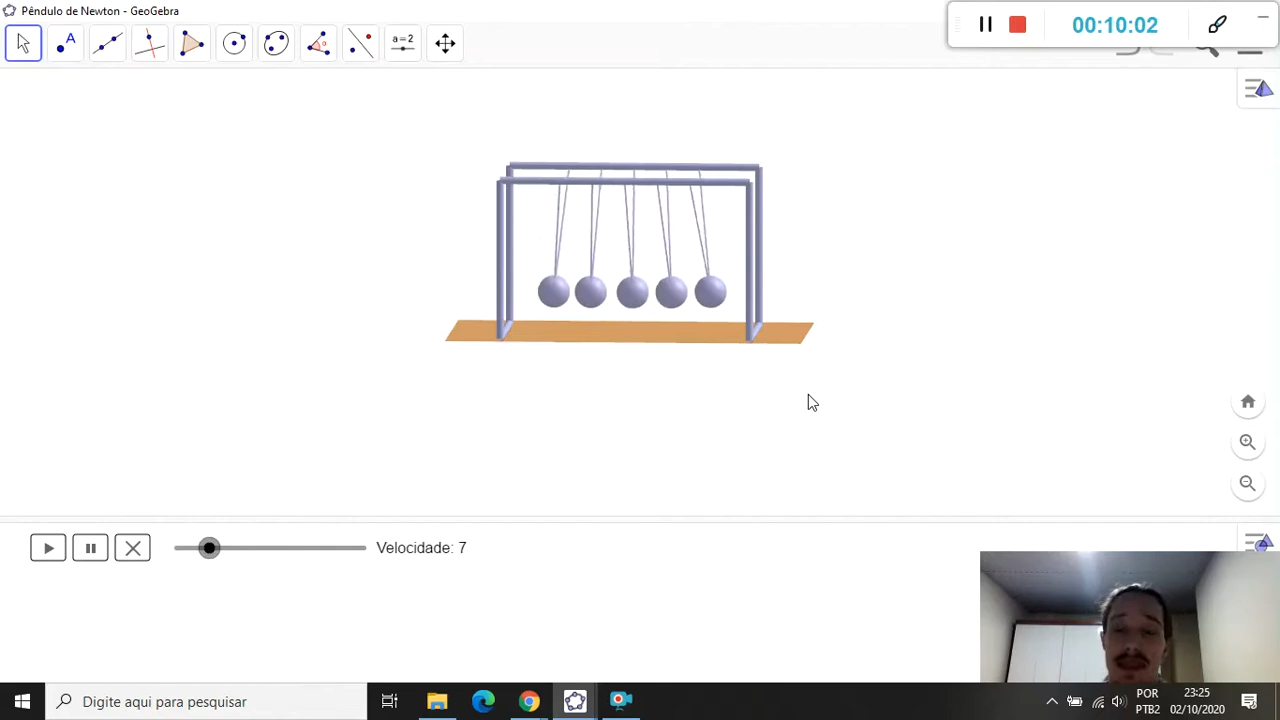 Pêndulo de Newton - GeoGebra
00:10:02
A
a = 2
Velocidade: 7
Digite aqui para pesquisar
POR
PTB2
23:25
02/10/2020